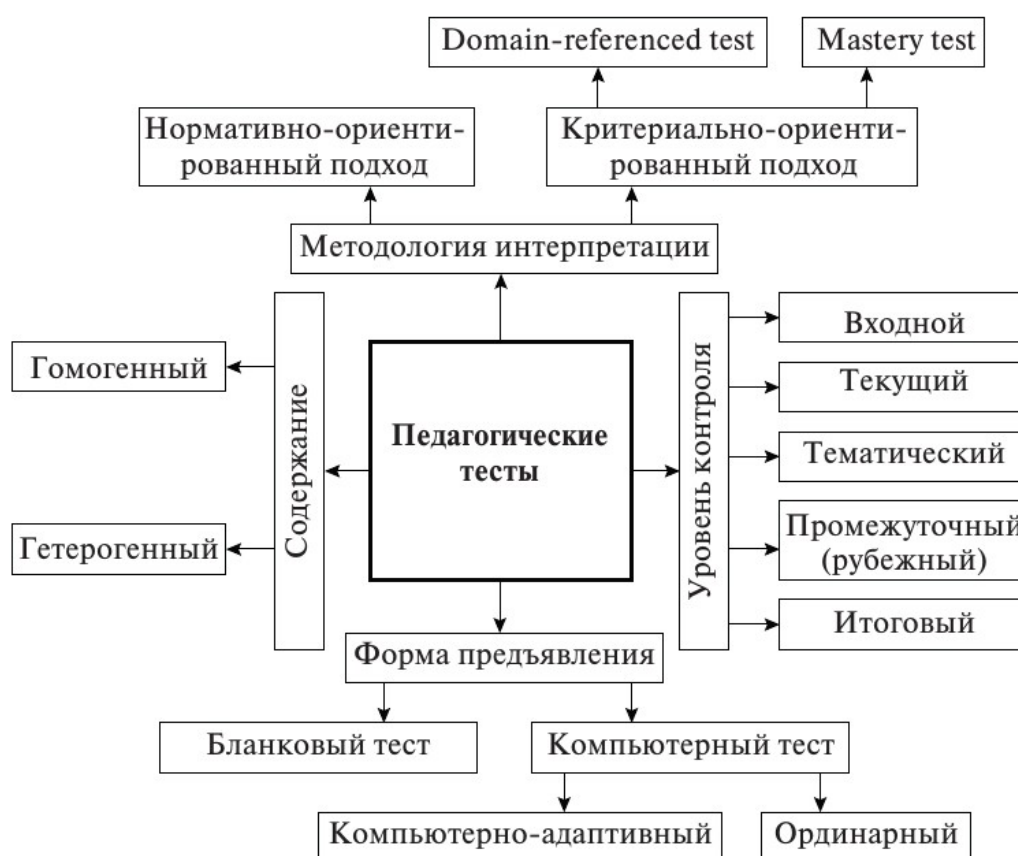 Domain-referenced test
Mastery test
Нормативно-ориенти-
рованный подход
Критериально-ориенти-
рованный подход
Методология интерпретации
Содержание
Гомогенный
Гетерогенный
Педагогические
тесты
Уровень контроля
Входной
Текущий
Тематический
Промежуточный
(рубежный)
Итоговый
Форма предъявления
Бланковый тест
Компьютерный тест
Компьютерно-адаптивный
Ординарный